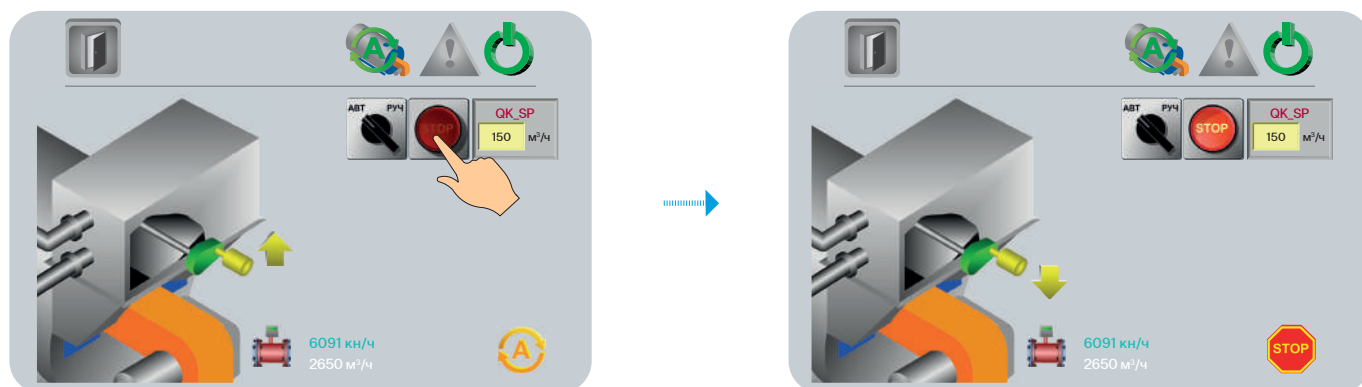 A
АВТ РУЧ
STOP
QK_SP
150 м³/ч
6091 кн/ч
2650 м³/ч
A
A
АВТ РУЧ
STOP
QK_SP
150 м³/ч
6091 кн/ч
2650 м³/ч
STOP